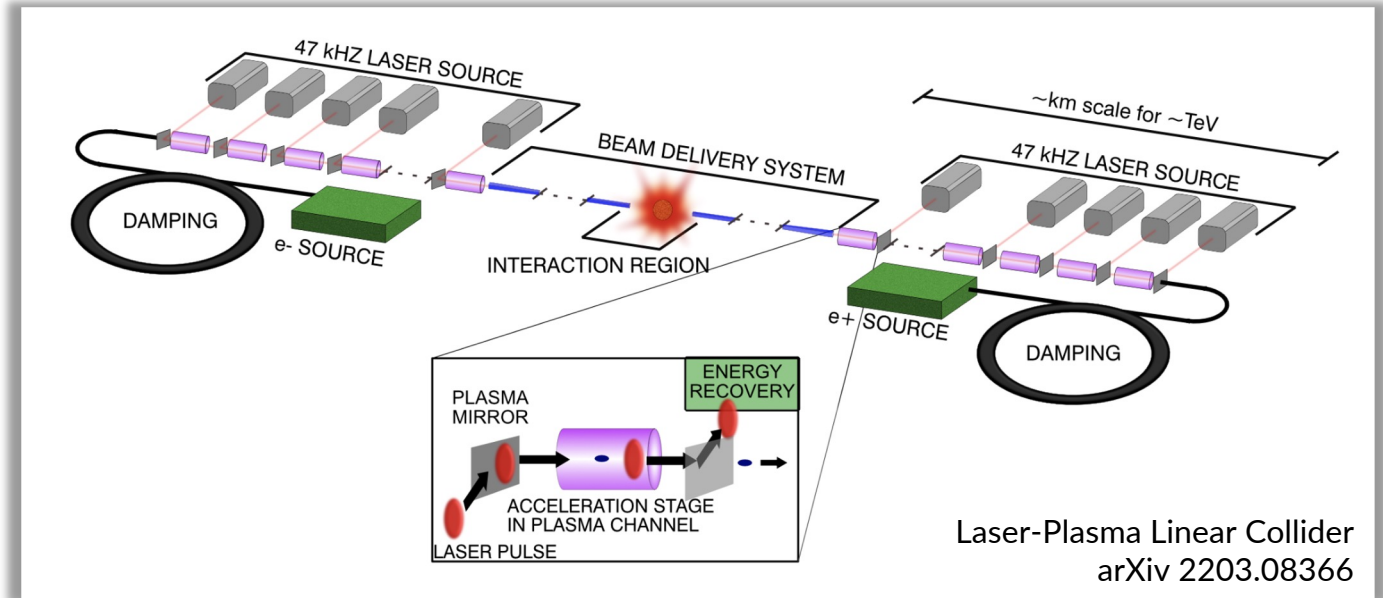 47 kHZ LASER SOURCE
~km scale for ~TeV
BEAM DELIVERY SYSTEM
47 kHZ LASER SOURCE
DAMPING
e- SOURCE
INTERACTION REGION
e+ SOURCE
DAMPING
ENERGY
RECOVERY
PLASMA
MIRROR
ACCELERATION STAGE
IN PLASMA CHANNEL
LASER PULSE
Laser-Plasma Linear Collider
arXiv 2203.08366